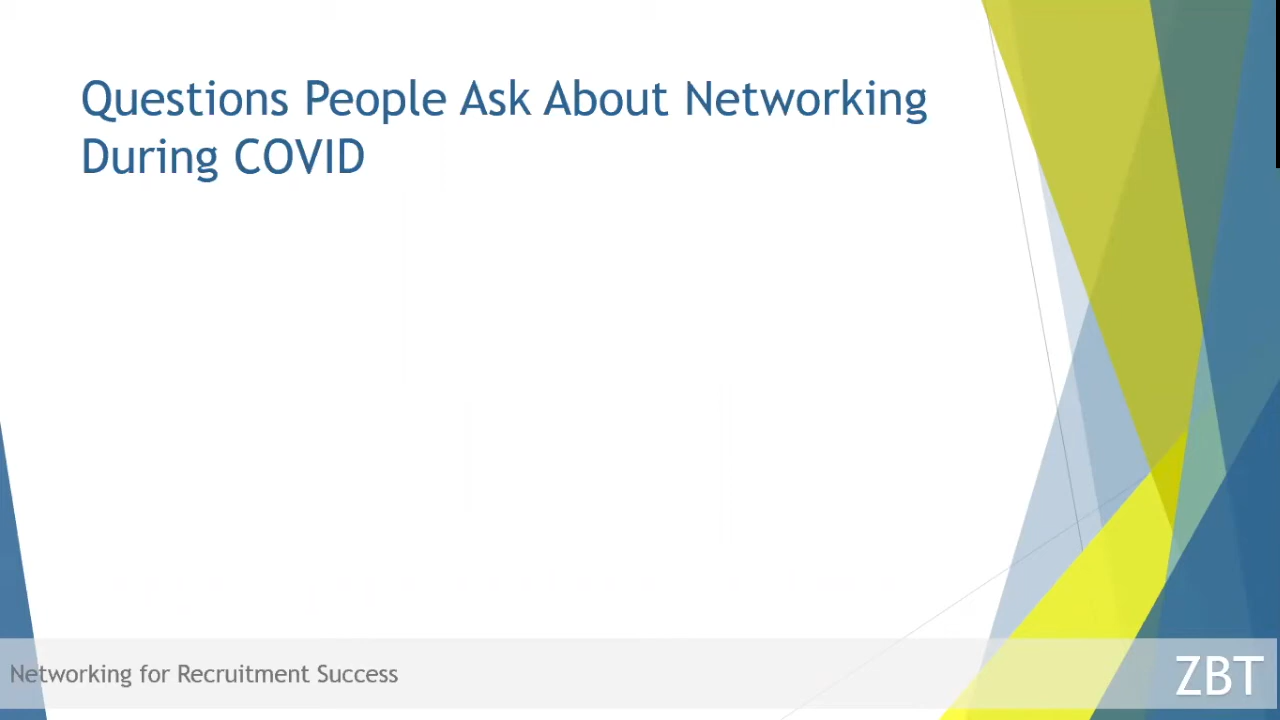 Questions People Ask About Networking
During COVID
Networking for Recruitment Success
ZBT